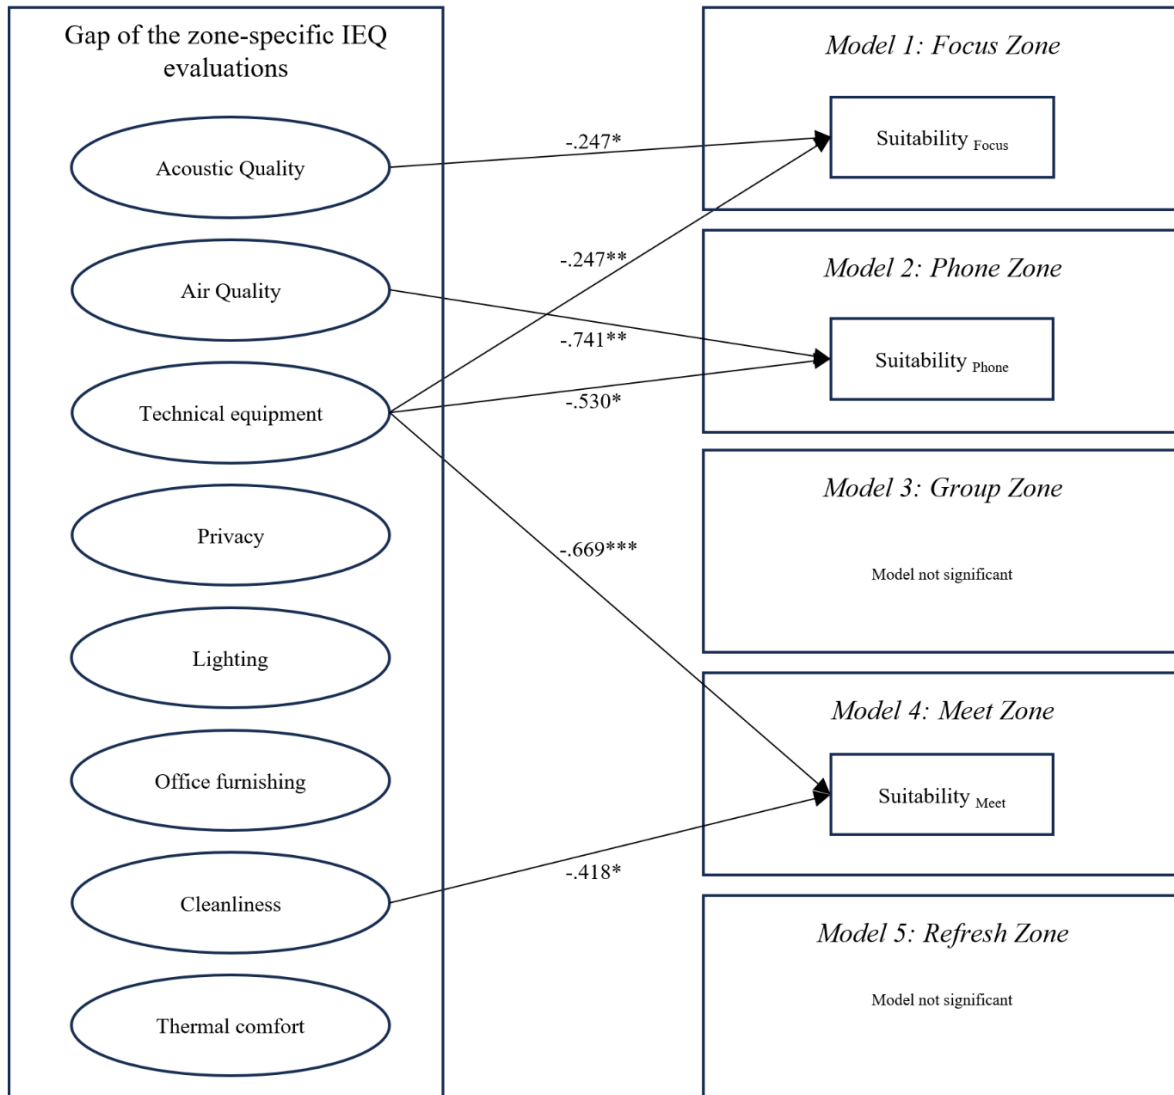 Gap of the zone-specific IEQ
evaluations
Acoustic Quality
Air Quality
Technical equipment
Privacy
Lighting
Office furnishing
Cleanliness
Thermal comfort
-.247*
-.247**
-.741**
-.530*
-.669***
-.418*
Model 1: Focus Zone
Suitability Focus
Model 2: Phone Zone
Suitability Phone
Model 3: Group Zone
Model not significant
Model 4: Meet Zone
Suitability Meet
Model 5: Refresh Zone
Model not significant